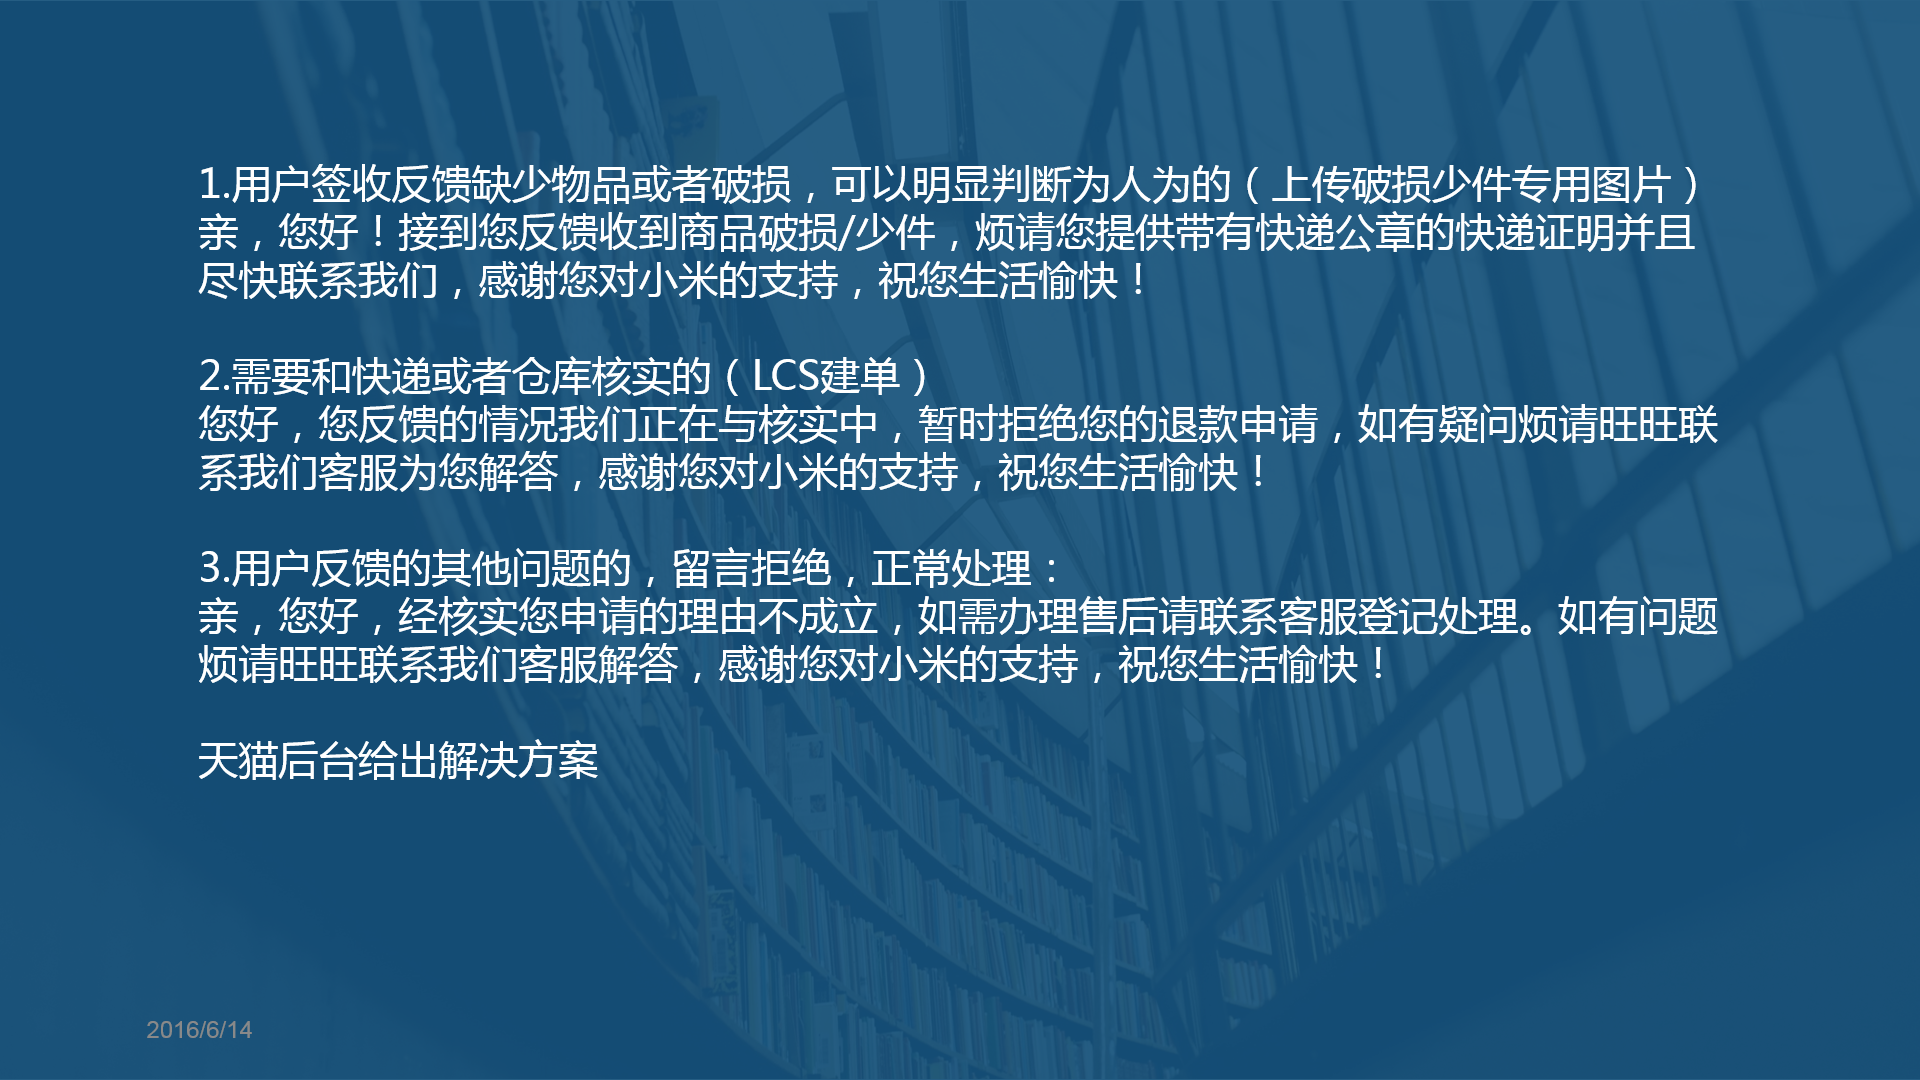 1.用户签收反馈缺少物品或者破损，可以明显判断为人为的（上传破损少件专用图片）
亲，您好！接到您反馈收到商品破损/少件，烦请您提供带有快递公章的快递证明并且
尽快联系我们，感谢您对小米的支持，祝您生活愉快！
2.需要和快递或者仓库核实的（LCS建单）
您好，您反馈的情况我们正在与核实中，暂时拒绝您的退款申请，如有疑问烦请旺旺联
系我们客服为您解答，感谢您对小米的支持，祝您生活愉快！
3.用户反馈的其他问题的，留言拒绝，正常处理：
亲，您好，经核实您申请的理由不成立，如需办理售后请联系客服登记处理。如有问题
烦请旺旺联系我们客服解答，感谢您对小米的支持，祝您生活愉快！
天猫后台给出解决方案
2016/6/14